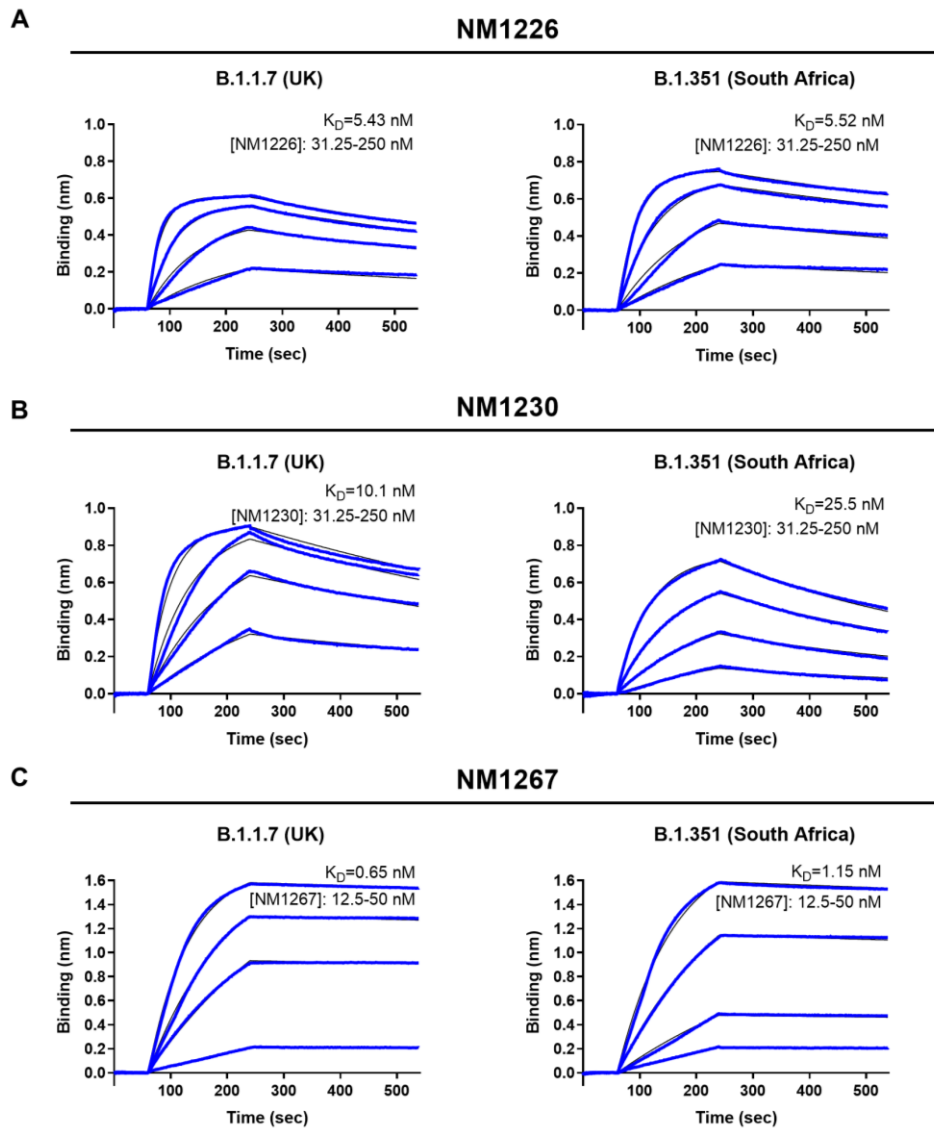 A
NM1226
B.1.1.7 (UK)
B.1.351 (South Africa)
K_D=5.43 nM
[NM1226]: 31.25-250 nM
1.0
0.8
0.6
0.4
0.2
0.0
Binding (nm)
100 200 300 400 500
Time (sec)
K_D=5.52 nM
[NM1226]: 31.25-250 nM
1.0
0.8
0.6
0.4
0.2
0.0
Binding (nm)
100 200 300 400 500
Time (sec)
B
NM1230
B.1.1.7 (UK)
B.1.351 (South Africa)
K_D=10.1 nM
[NM1230]: 31.25-250 nM
1.0
0.8
0.6
0.4
0.2
0.0
Binding (nm)
100 200 300 400 500
Time (sec)
K_D=25.5 nM
[NM1230]: 31.25-250 nM
1.0
0.8
0.6
0.4
0.2
0.0
Binding (nm)
100 200 300 400 500
Time (sec)
C
NM1267
B.1.1.7 (UK)
B.1.351 (South Africa)
K_D=0.65 nM
[NM1267]: 12.5-50 nM
1.6
1.4
1.2
1.0
0.8
0.6
0.4
0.2
0.0
Binding (nm)
100 200 300 400 500
Time (sec)
K_D=1.15 nM
[NM1267]: 12.5-50 nM
1.6
1.4
1.2
1.0
0.8
0.6
0.4
0.2
0.0
Binding (nm)
100 200 300 400 500
Time (sec)